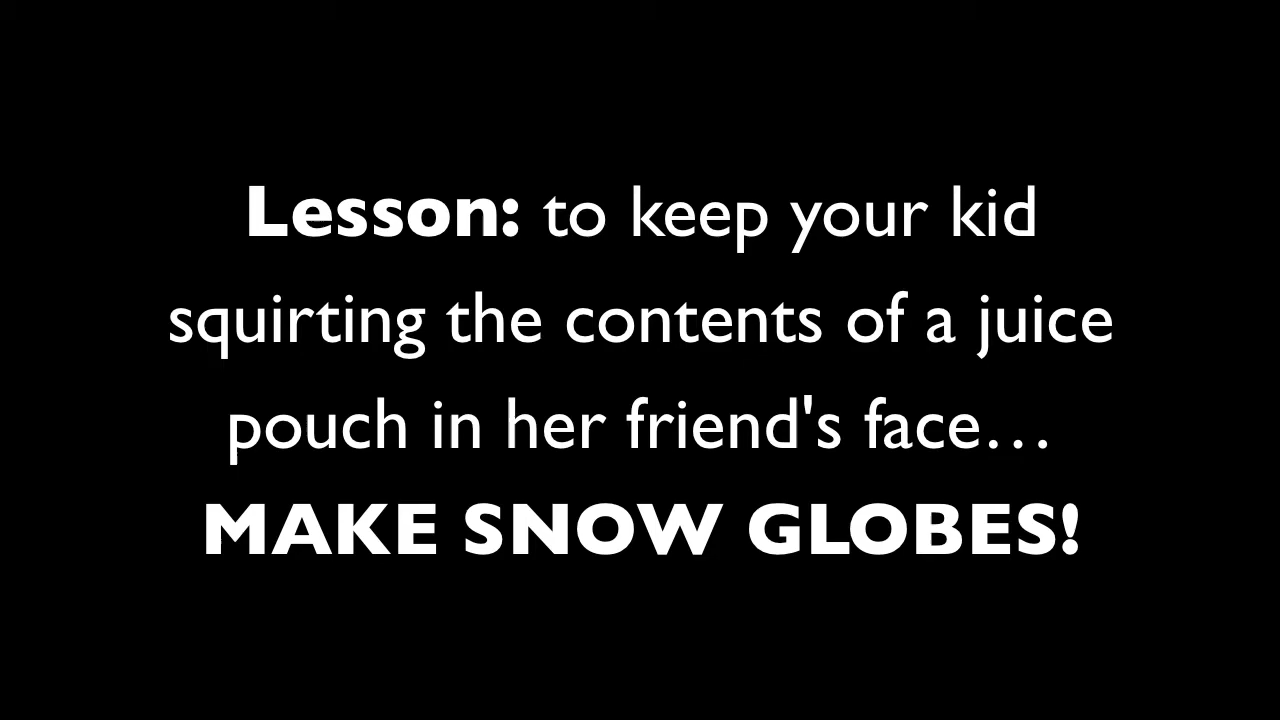 Lesson: to keep your kid
squirting the contents of a juice
pouch in her friend's face…
MAKE SNOW GLOBES!